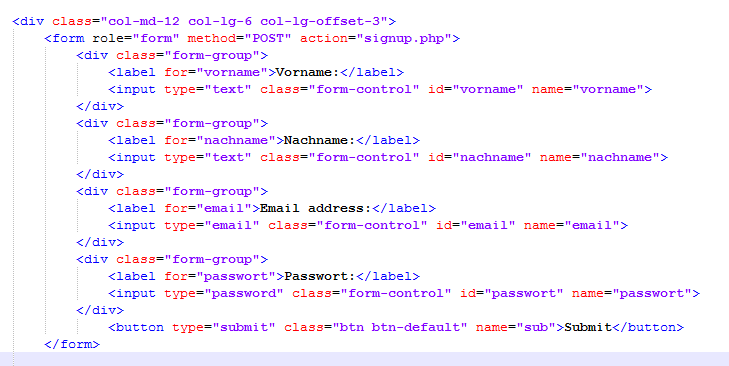 <div class="col-md-12 col-lg-6 col-lg-offset-3">
<form role="form" method="POST" action="signup.php">
<div class="form-group">
<label for="vorname">Vorname:</label>
<input type="text" class="form-control" id="vorname" name="vorname">
</div>
<div class="form-group">
<label for="nachname">Nachname:</label>
<input type="text" class="form-control" id="nachname" name="nachname">
</div>
<div class="form-group">
<label for="email">Email address:</label>
<input type="email" class="form-control" id="email" name="email">
</div>
<div class="form-group">
<label for="passwort">Passwort:</label>
<input type="password" class="form-control" id="passwort" name="passwort">
</div>
<button type="submit" class="btn btn-default" name="sub">Submit</button>
</form>